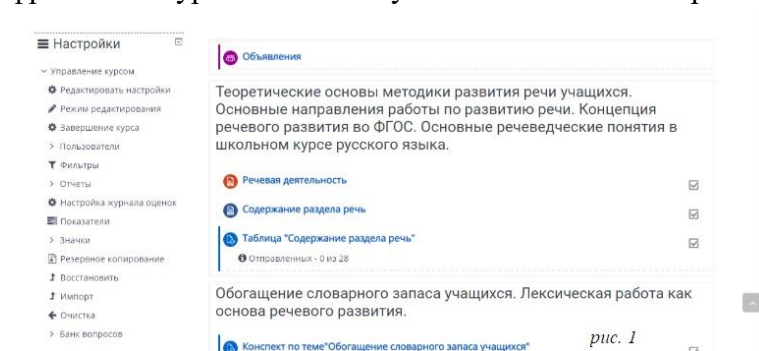 Настройки
Управление курсом
Редактировать настройки
Режим редактирования
Завершение курса
Пользователи
Фильтры
Отчеты
Настройка журнала оценок
Показатели
Значки
Резервное копирование
Восстановить
Импорт
Очистка
Банк вопросов
Объявления
Теоретические основы методики развития речи учащихся.
Основные направления работы по развитию речи. Концепция
речевого развития во ФГОС. Основные речеведческие понятия в
школьном курсе русского языка.
Речевая деятельность
Содержание раздела речь
Таблица "Содержание раздела речь"
Отправленных - 0 из 28
Обогащение словарного запаса учащихся. Лексическая работа как
основа речевого развития.
Конспект по теме"Обогащение словарного запаса учащихся"
рис. 1